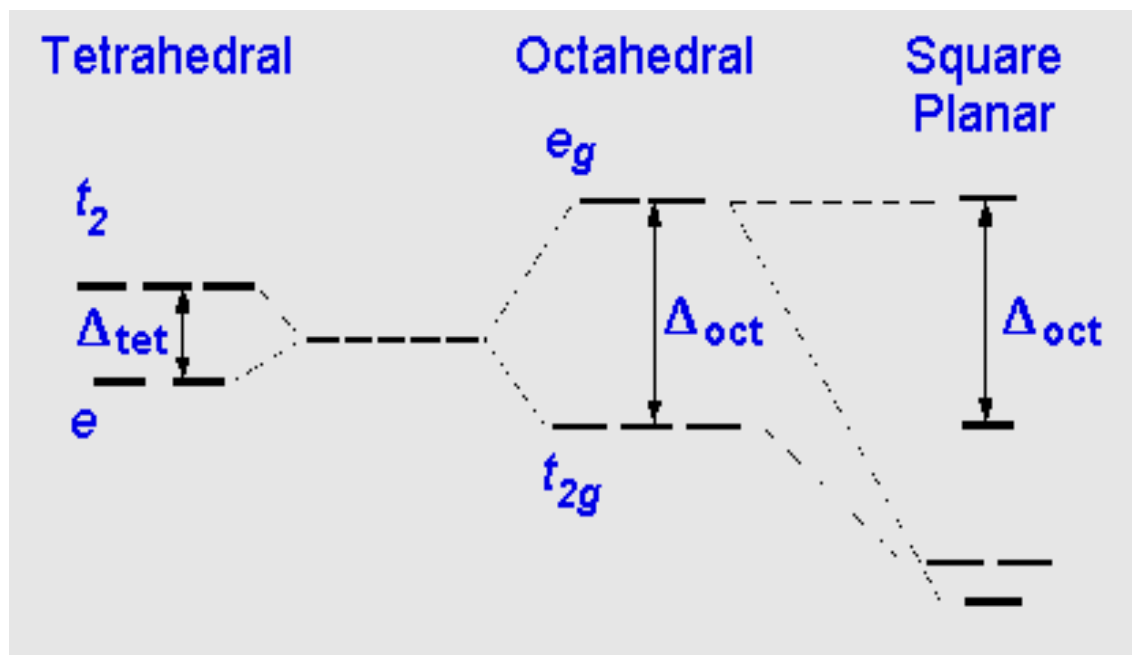 Tetrahedral
Octahedral
Square
Planar
e_g
t_2
Δ_tet
Δ_oct
Δ_oct
e
t_2g